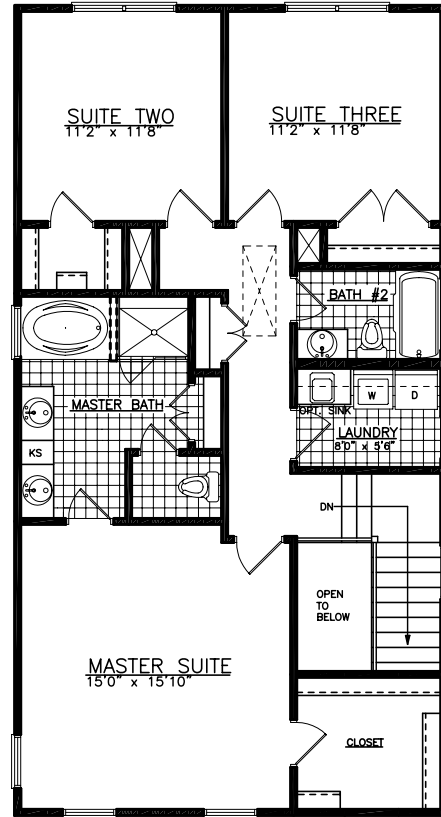 SUITE TWO
11'2" x 11'8"
SUITE THREE
11'2" x 11'8"
BATH #2
MASTER BATH
OPT. SINK
W
D
LAUNDRY
8'0" x 5'6"
KS
DN
OPEN
TO
BELOW
MASTER SUITE
15'0" x 15'10"
CLOSET